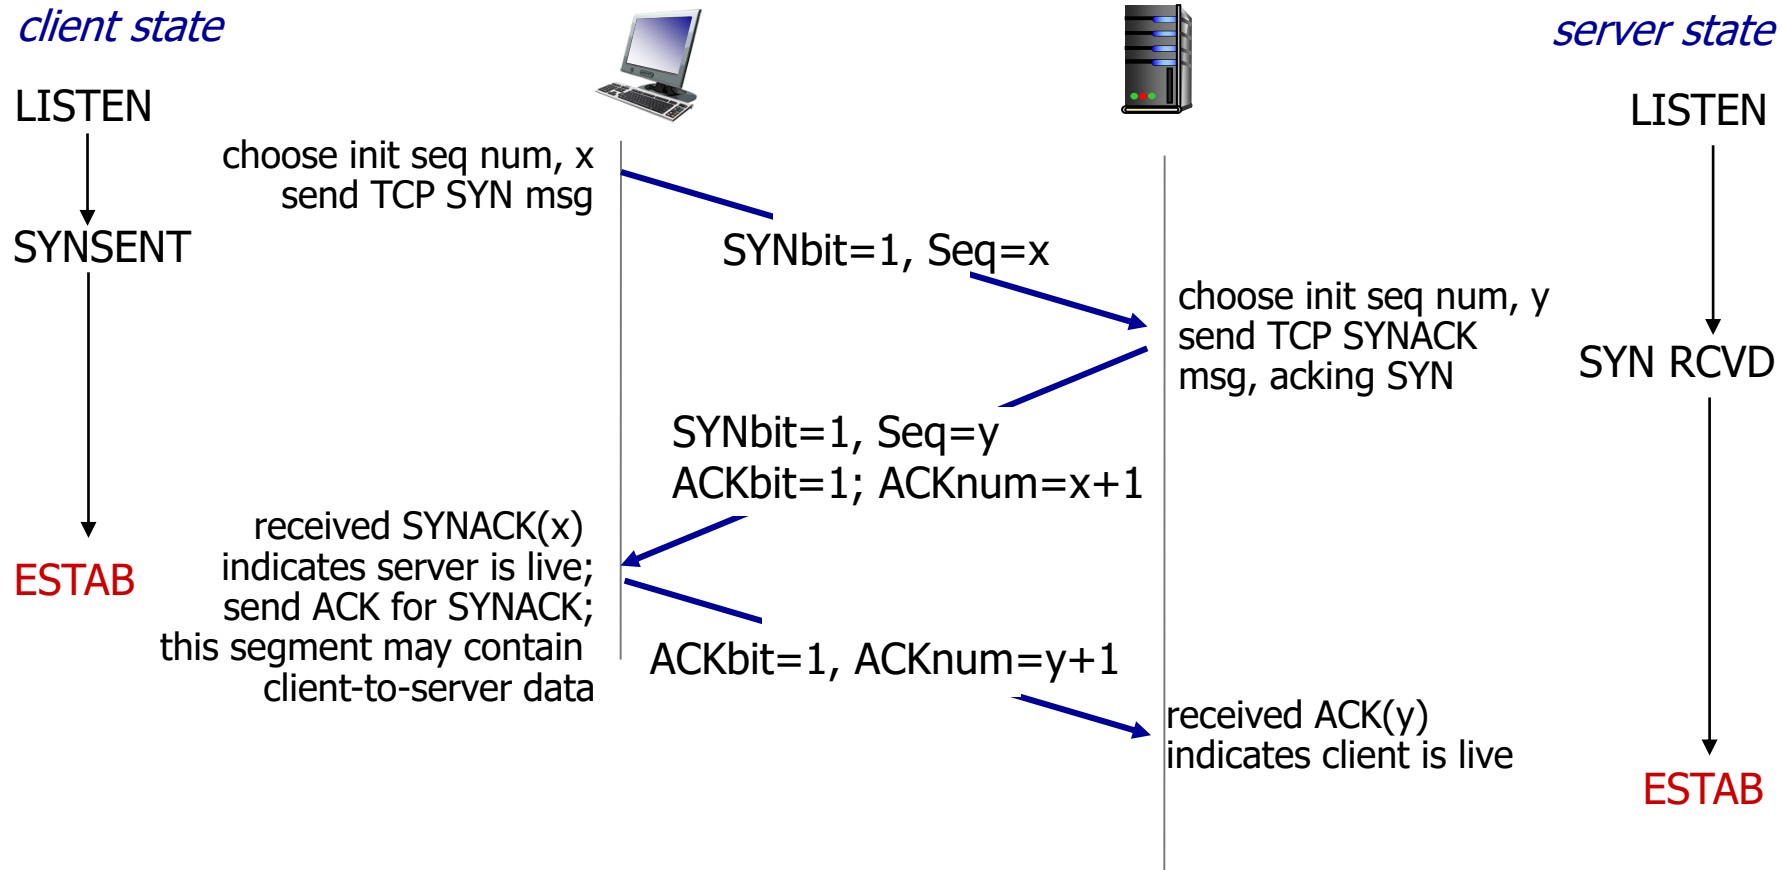 client state
server state
LISTEN
LISTEN
choose init seq num, x
send TCP SYN msg
SYNSENT
SYNbit=1, Seq=x
choose init seq num, y
send TCP SYNACK
msg, acking SYN
SYN RCVD
SYNbit=1, Seq=y
ACKbit=1; ACKnum=x+1
received SYNACK(x)
indicates server is live;
send ACK for SYNACK;
this segment may contain
client-to-server data
ESTAB
ACKbit=1, ACKnum=y+1
received ACK(y)
indicates client is live
ESTAB